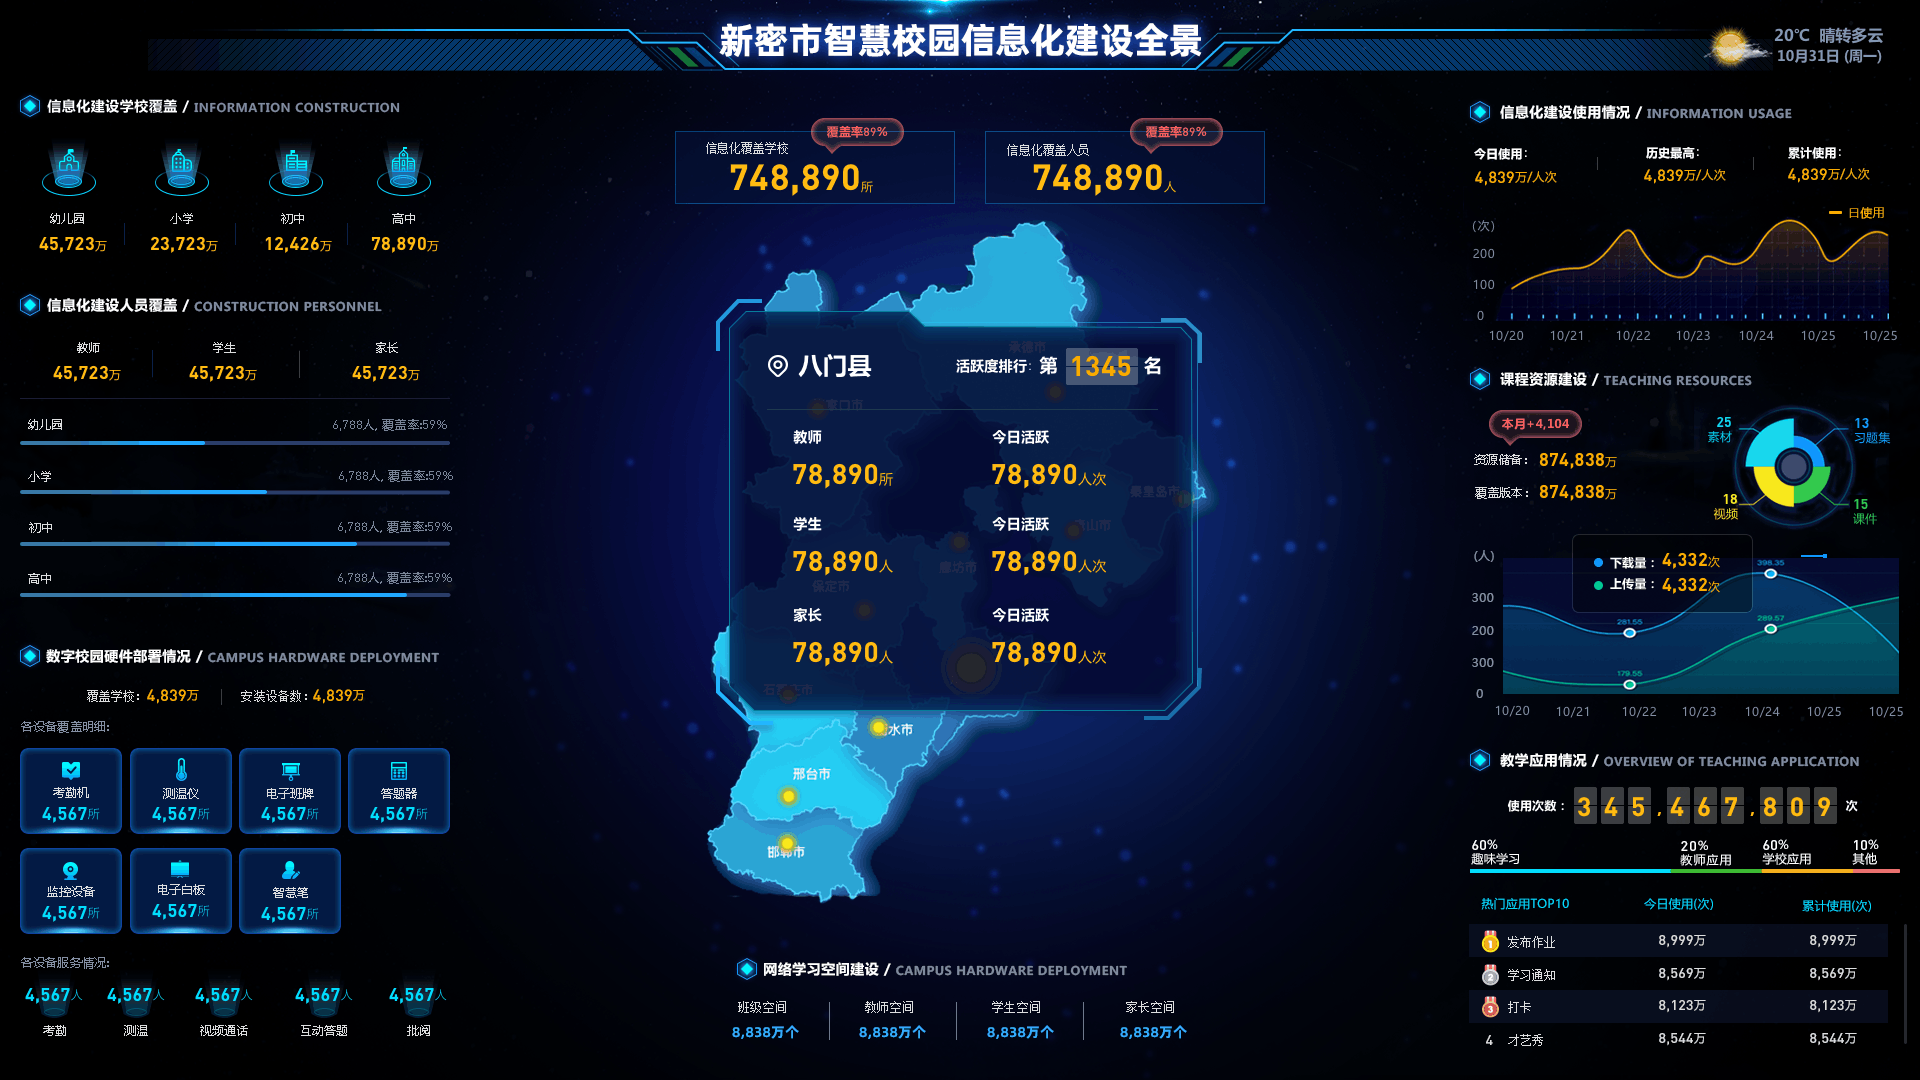 新密市智慧校园信息化建设全景
20℃ 晴转多云
10月31日 (周一)
信息化建设学校覆盖 / INFORMATION CONSTRUCTION
幼儿园 小学 初中 高中
45,723万 23,723万 12,426万 78,890万
信息化建设人员覆盖 / CONSTRUCTION PERSONNEL
教师 学生 家长
45,723万 45,723万 45,723万
幼儿园 6,788人, 覆盖率:59%
小学 6,788人, 覆盖率:59%
初中 6,788人, 覆盖率:59%
高中 6,788人, 覆盖率:59%
数字校园硬件部署情况 / CAMPUS HARDWARE DEPLOYMENT
覆盖学校: 4,839万 安装设备数: 4,839万
各设备覆盖明细:
考勤机 测温仪 电子班牌 答题器
4,567所 4,567所 4,567所 4,567所
监控设备 电子白板 智慧笔
4,567所 4,567所 4,567所
各设备服务情况:
4,567人 4,567人 4,567人 4,567人 4,567人
考勤 测温 视频通话 互动答题 批阅
覆盖率89% 覆盖率89%
信息化覆盖学校 信息化覆盖人员
748,890所 748,890人
承德市
八门县 活跃度排行: 第 1345 名
张家口市
教师 今日活跃
78,890所 78,890人次
秦皇岛市
学生 今日活跃
唐山市
78,890人 78,890人次
廊坊市
保定市
家长 今日活跃
78,890人 78,890人次
石家庄市
水市
邢台市
邯郸市
网络学习空间建设 / CAMPUS HARDWARE DEPLOYMENT
班级空间 教师空间 学生空间 家长空间
8,838万个 8,838万个 8,838万个 8,838万个
信息化建设使用情况 / INFORMATION USAGE
今日使用: 历史最高: 累计使用:
4,839万/人次 4,839万/人次 4,839万/人次
日使用
(次)
200
100
0
10/20 10/21 10/22 10/23 10/24 10/25 10/25
课程资源建设 / TEACHING RESOURCES
本月+4,104
资源储备: 874,838万
覆盖版本: 874,838万
25
素材
13
习题集
18
视频
15
课件
(人)
下载量: 4,332次
上传量: 4,332次
398.35
281.55
289.57
179.55
300
200
300
0
10/20 10/21 10/22 10/23 10/24 10/25 10/25
教学应用情况 / OVERVIEW OF TEACHING APPLICATION
使用次数: 345,467,809 次
60% 20% 60% 10%
趣味学习 教师应用 学校应用 其他
热门应用TOP10 今日使用(次) 累计使用(次)
1 发布作业 8,999万 8,999万
2 学习通知 8,569万 8,569万
3 打卡 8,123万 8,123万
4 才艺秀 8,544万 8,544万